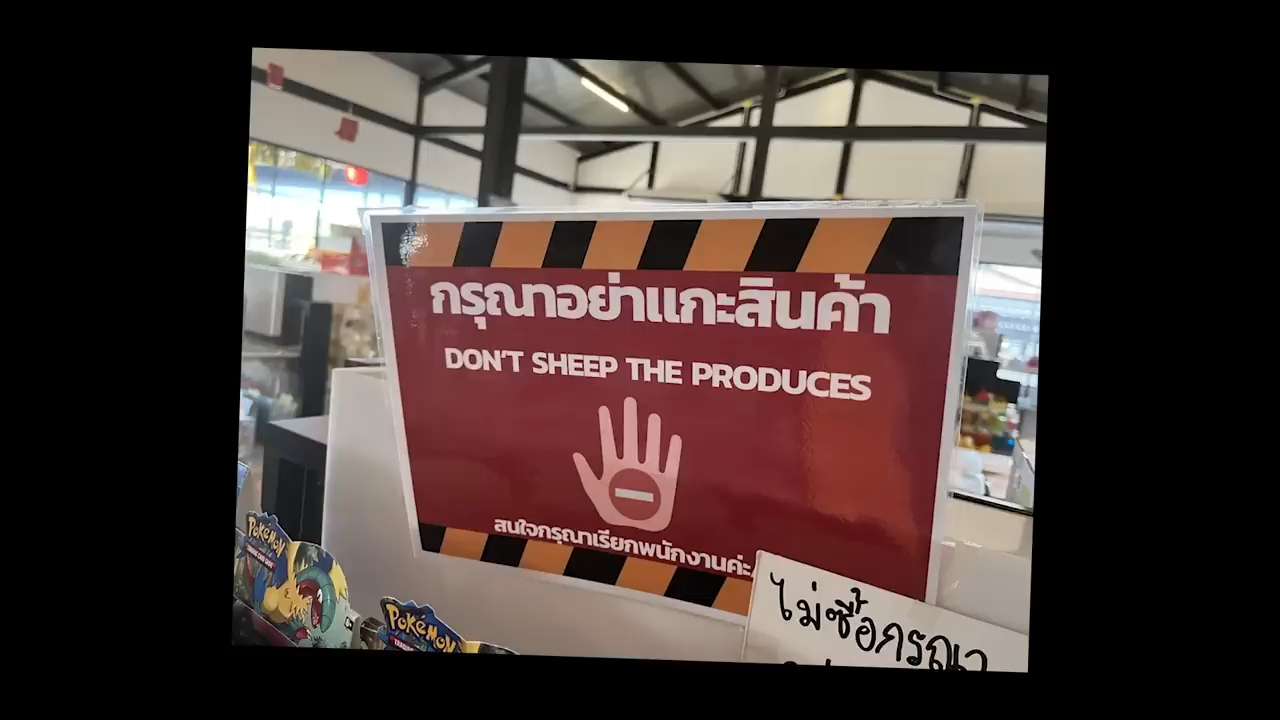 กรุณาอย่าแกะสินค้า
DON'T SHEEP THE PRODUCES
สนใจกรุณาเรียกพนักงานค่ะ
ไม่ซื้อกรุณา
POKÉMON
POKÉMON